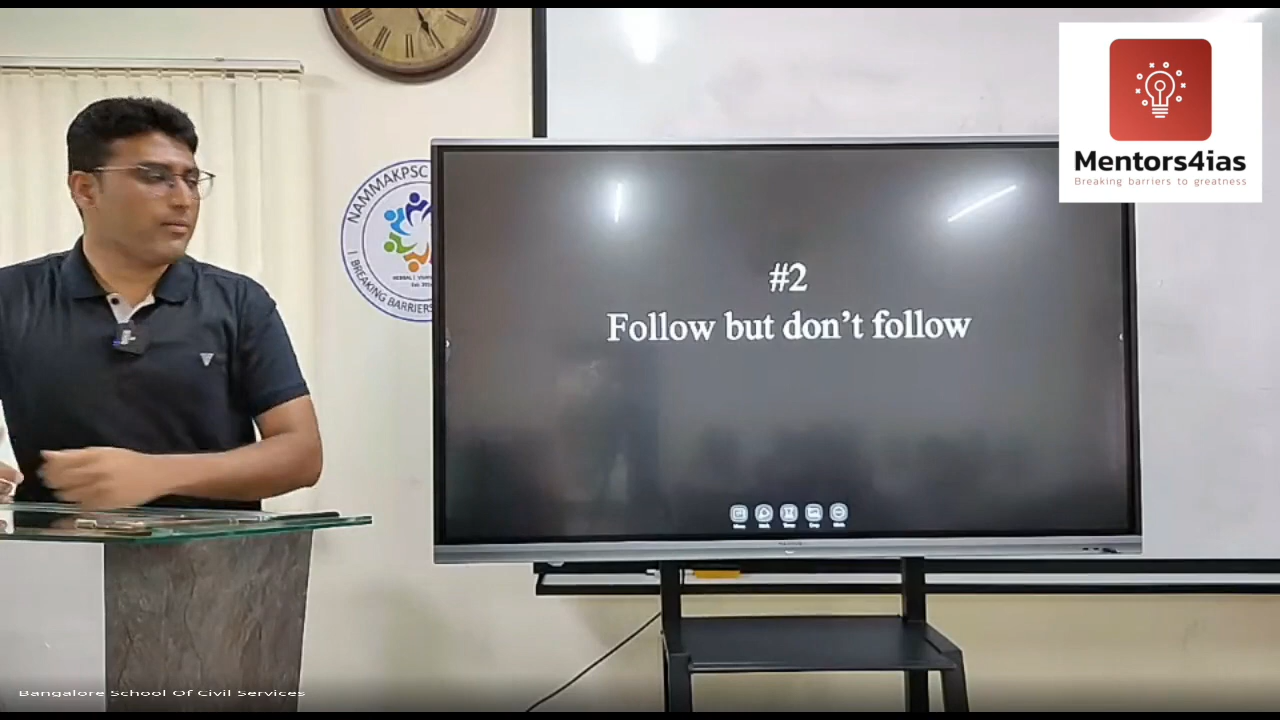 Mentors4ias
Breaking barriers to greatness
NAMMAKPSC
| BREAKING BARRIERS
#2
Follow but don't follow
Bangalore School Of Civil Services